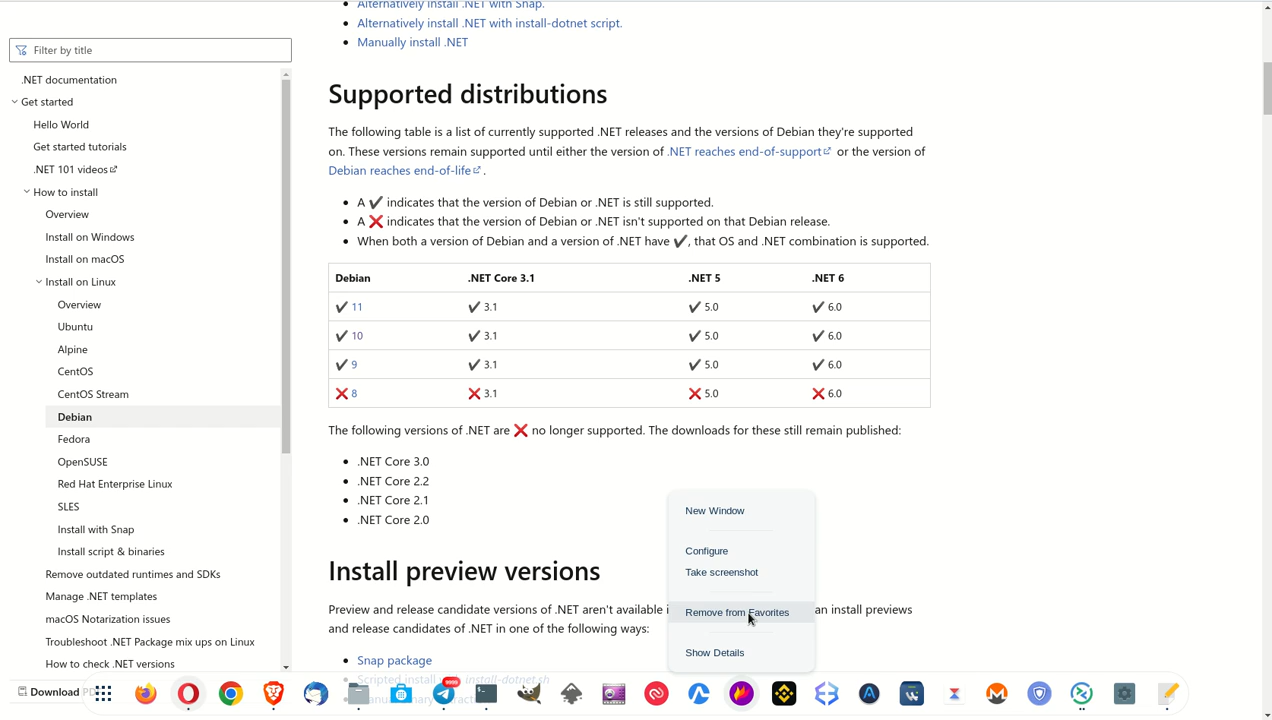 Filter by title
.NET documentation
Get started
Hello World
Get started tutorials
.NET 101 videos
How to install
Overview
Install on Windows
Install on macOS
Install on Linux
Overview
Ubuntu
Alpine
CentOS
CentOS Stream
Debian
Fedora
OpenSUSE
Red Hat Enterprise Linux
SLES
Install with Snap
Install script & binaries
Remove outdated runtimes and SDKs
Manage .NET templates
macOS Notarization issues
Troubleshoot .NET Package mix ups on Linux
How to check .NET versions
Download PD
Alternatively install .NET with Snap.
Alternatively install .NET with install-dotnet script.
Manually install .NET
Supported distributions
The following table is a list of currently supported .NET releases and the versions of Debian they're supported
on. These versions remain supported until either the version of .NET reaches end-of-support or the version of
Debian reaches end-of-life .
A ✔️ indicates that the version of Debian or .NET is still supported.
A ❌ indicates that the version of Debian or .NET isn't supported on that Debian release.
When both a version of Debian and a version of .NET have ✔️, that OS and .NET combination is supported.
Debian .NET Core 3.1 .NET 5 .NET 6
✔️ 11 ✔️ 3.1 ✔️ 5.0 ✔️ 6.0
✔️ 10 ✔️ 3.1 ✔️ 5.0 ✔️ 6.0
✔️ 9 ✔️ 3.1 ✔️ 5.0 ✔️ 6.0
❌ 8 ❌ 3.1 ❌ 5.0 ❌ 6.0
The following versions of .NET are ❌ no longer supported. The downloads for these still remain published:
.NET Core 3.0
.NET Core 2.2
.NET Core 2.1
.NET Core 2.0
Install preview versions
Preview and release candidate versions of .NET aren't available i an install previews
and release candidates of .NET in one of the following ways:
Snap package
Scripted install install-dotnet.sh
New Window
Configure
Take screenshot
Remove from Favorites
Show Details